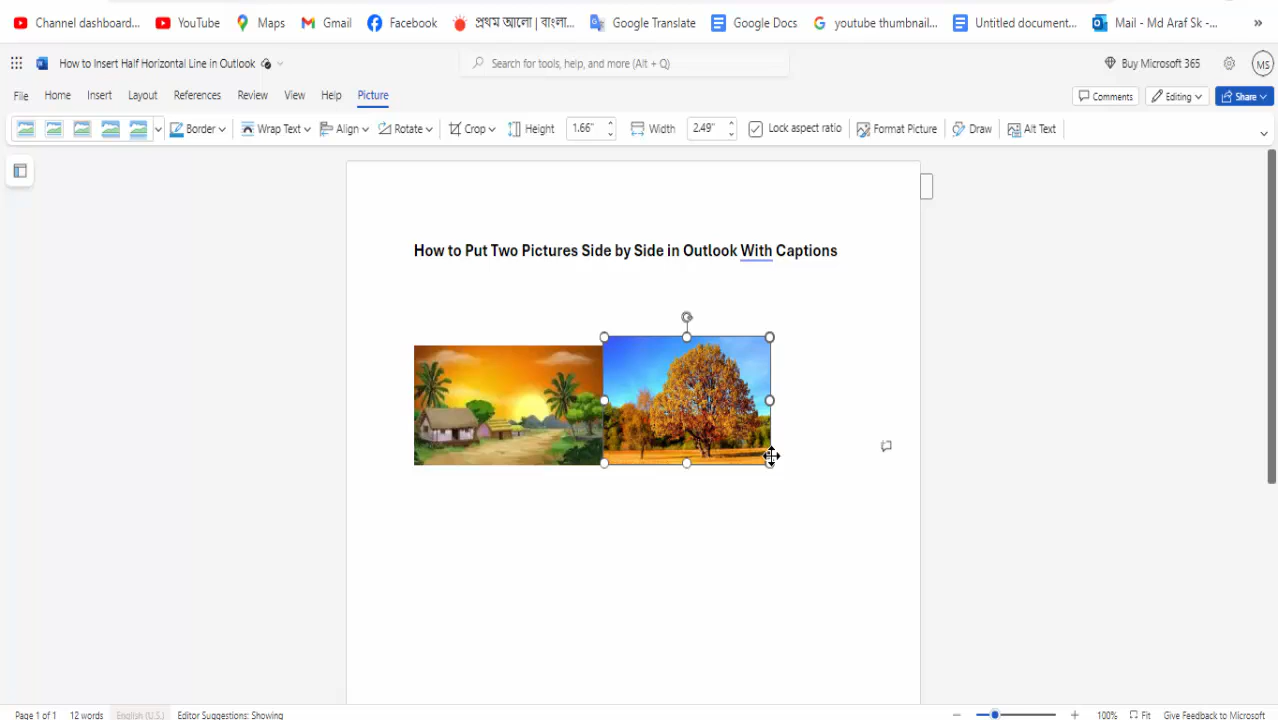 Channel dashboard... YouTube Maps Gmail Facebook প্রথম আলো | বাংলা... Google Translate Google Docs youtube thumbnail... Untitled document... Mail - Md Araf Sk -... »
How to Insert Half Horizontal Line in Outlook Search for tools, help, and more (Alt + Q) Buy Microsoft 365 MS
File Home Insert Layout References Review View Help Picture Comments Editing Share
Border Wrap Text Align Rotate Crop Height 1.66" Width 2.49" Lock aspect ratio Format Picture Draw Alt Text
How to Put Two Pictures Side by Side in Outlook With Captions
Page 1 of 1 12 words English (U.S.) Editor Suggestions: Showing 100% Fit Give Feedback to Microsoft